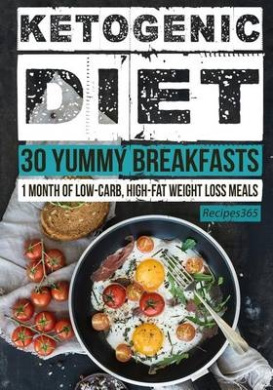 KETOGENIC
DIET
30 YUMMY BREAKFASTS
1 MONTH OF LOW-CARB, HIGH-FAT WEIGHT LOSS MEALS
Recipes365